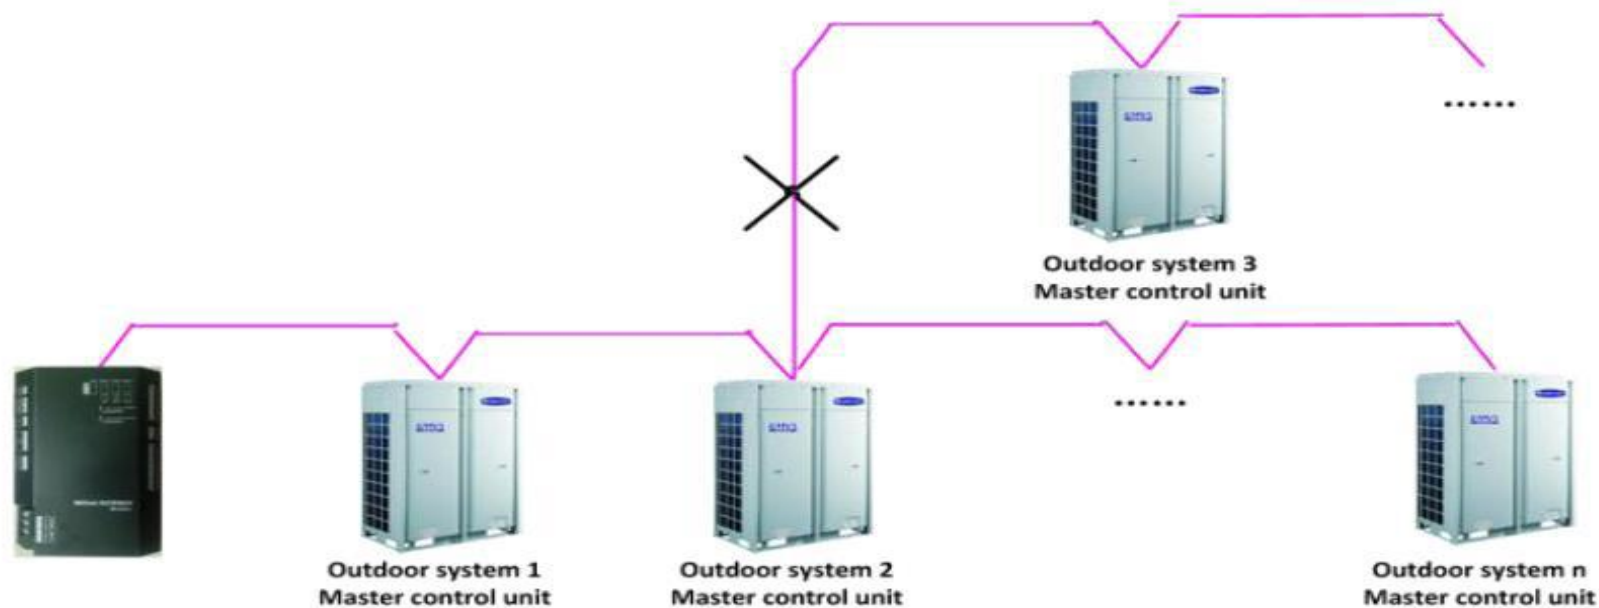 ......
Outdoor system 3
Master control unit
......
Outdoor system 1
Master control unit
Outdoor system 2
Master control unit
Outdoor system n
Master control unit